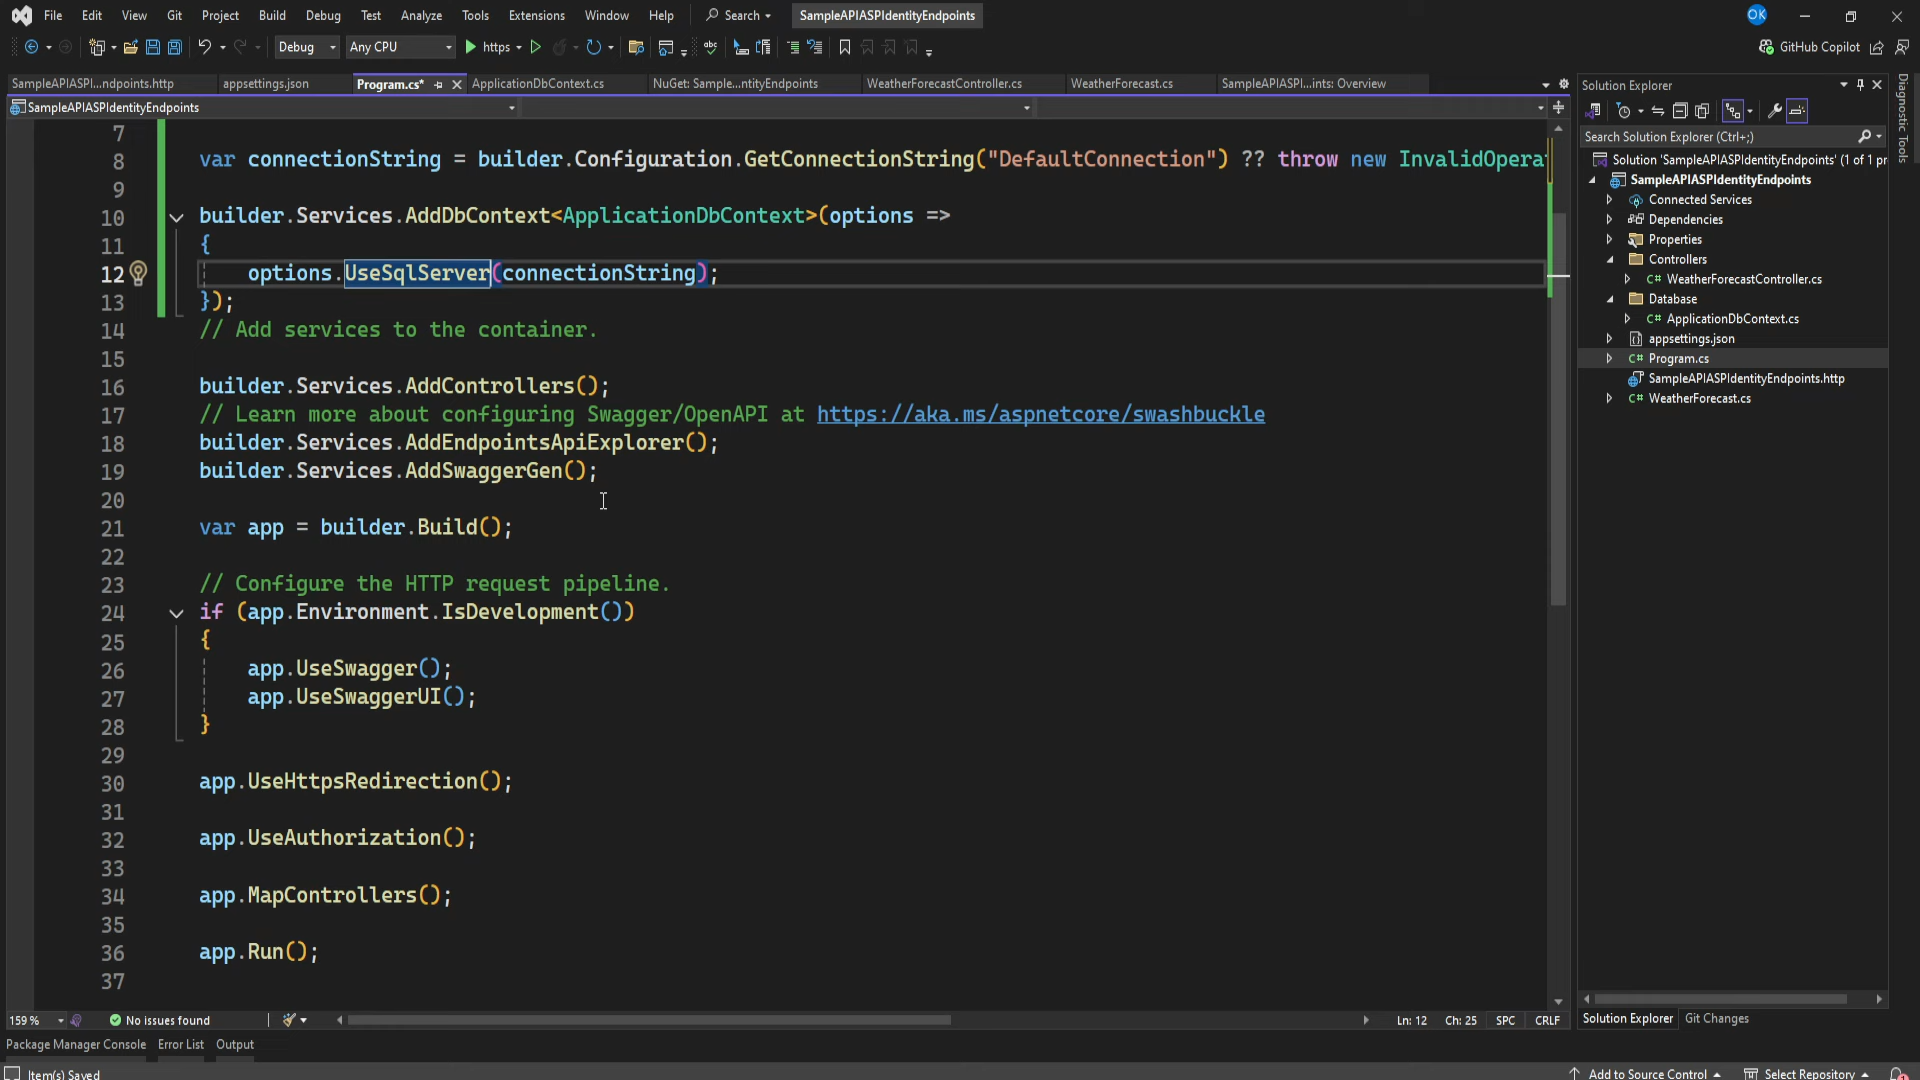 File Edit View Git Project Build Debug Test Analyze Tools Extensions Window Help Search SampleAPIASPIdentityEndpoints OK
Debug Any CPU https GitHub Copilot
SampleAPIASPI...ndpoints.http appsettings.json Program.cs* ApplicationDbContext.cs NuGet: Sample...ntityEndpoints WeatherForecastController.cs WeatherForecast.cs SampleAPIASPI...ints: Overview
SampleAPIASPIdentityEndpoints
7
8 var connectionString = builder.Configuration.GetConnectionString("DefaultConnection") ?? throw new InvalidOpera
9
10 builder.Services.AddDbContext<ApplicationDbContext>(options =>
11 {
12 options.UseSqlServer(connectionString);
13 });
14 // Add services to the container.
15
16 builder.Services.AddControllers();
17 // Learn more about configuring Swagger/OpenAPI at https://aka.ms/aspnetcore/swashbuckle
18 builder.Services.AddEndpointsApiExplorer();
19 builder.Services.AddSwaggerGen();
20
21 var app = builder.Build();
22
23 // Configure the HTTP request pipeline.
24 if (app.Environment.IsDevelopment())
25 {
26 app.UseSwagger();
27 app.UseSwaggerUI();
28 }
29
30 app.UseHttpsRedirection();
31
32 app.UseAuthorization();
33
34 app.MapControllers();
35
36 app.Run();
37
159 % No issues found Ln: 12 Ch: 25 SPC CRLF
Package Manager Console Error List Output
Item(s) Saved Add to Source Control Select Repository
Solution Explorer
Search Solution Explorer (Ctrl+;)
Solution 'SampleAPIASPIdentityEndpoints' (1 of 1 pr
SampleAPIASPIdentityEndpoints
Connected Services
Dependencies
Properties
Controllers
C# WeatherForecastController.cs
Database
C# ApplicationDbContext.cs
appsettings.json
C# Program.cs
SampleAPIASPIdentityEndpoints.http
C# WeatherForecast.cs
Solution Explorer Git Changes
Diagnostic Tools